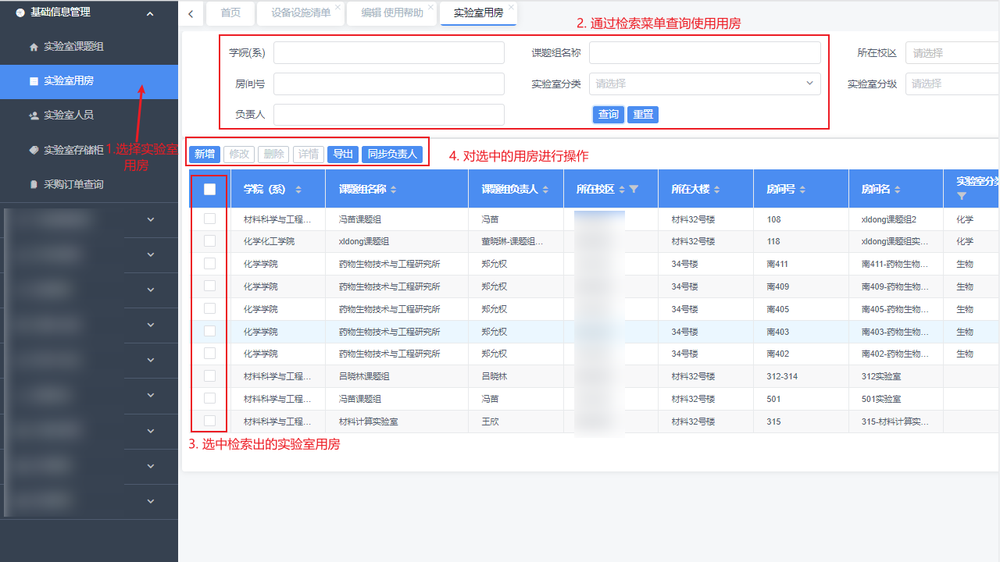 基础信息管理
实验室课题组
实验室用房
实验室人员
实验室存储柜
采购订单查询
1.选择实验室
用房
首页
设备设施清单
编辑 使用帮助
实验室用房
2. 通过检索菜单查询使用用房
学院(系)
课题组名称
所在校区
请选择
房间号
实验室分类
请选择
实验室分级
请选择
负责人
查询
重置
新增
修改
删除
详情
导出
同步负责人
4. 对选中的用房进行操作
学院（系） 课题组名称 课题组负责人 所在校区 所在大楼 房间号 房间名 实验室分类
材料科学与工程... 冯苗课题组 冯苗 材料32号楼 108 xldong课题组2 化学
化学化工学院 xldong课题组 董晓琳-课题组... 材料32号楼 118 xldong课题组实... 化学
化学学院 药物生物技术与工程研究所 郑允权 34号楼 南411 南411-药物生物... 生物
化学学院 药物生物技术与工程研究所 郑允权 34号楼 南409 南409-药物生物... 生物
化学学院 药物生物技术与工程研究所 郑允权 34号楼 南405 南405-药物生物... 生物
化学学院 药物生物技术与工程研究所 郑允权 34号楼 南403 南403-药物生物... 生物
化学学院 药物生物技术与工程研究所 郑允权 34号楼 南402 南402-药物生物... 生物
材料科学与工程... 吕晓林课题组 吕晓林 材料32号楼 312-314 312实验室
材料科学与工程... 冯苗课题组 冯苗 材料32号楼 501 501实验室
材料科学与工程... 材料计算实验室 王欣 材料32号楼 315 315-材料计算实...
3. 选中检索出的实验室用房